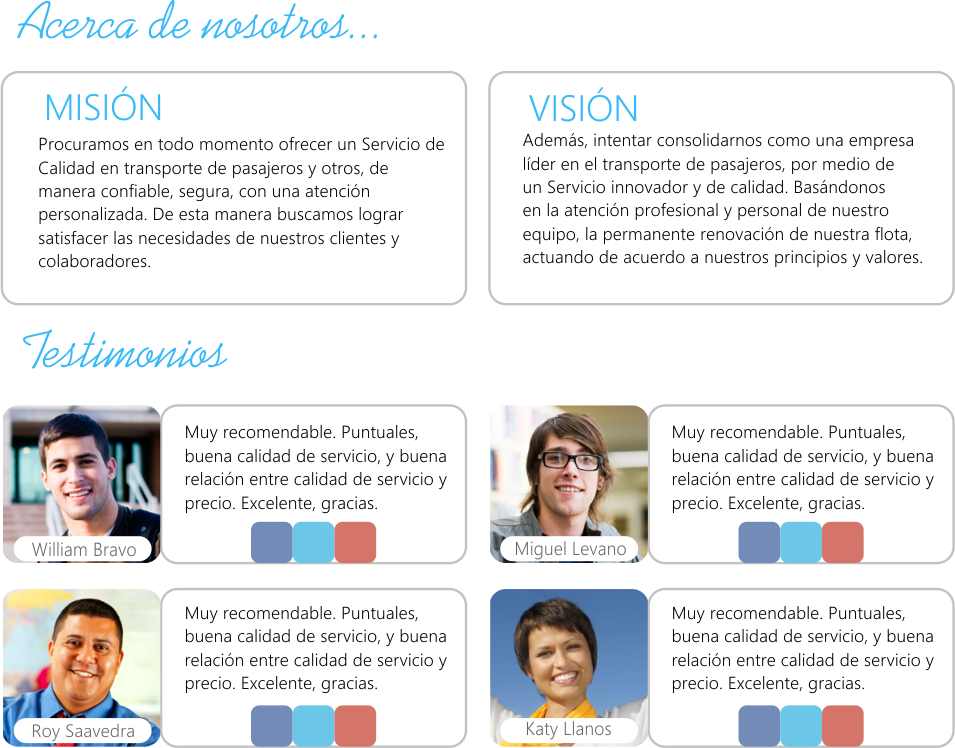 Acerca de nosotros...
MISIÓN
Procuramos en todo momento ofrecer un Servicio de
Calidad en transporte de pasajeros y otros, de
manera confiable, segura, con una atención
personalizada. De esta manera buscamos lograr
satisfacer las necesidades de nuestros clientes y
colaboradores.
VISIÓN
Además, intentar consolidarnos como una empresa
líder en el transporte de pasajeros, por medio de
un Servicio innovador y de calidad. Basándonos
en la atención profesional y personal de nuestro
equipo, la permanente renovación de nuestra flota,
actuando de acuerdo a nuestros principios y valores.
Testimonios
Muy recomendable. Puntuales,
buena calidad de servicio, y buena
relación entre calidad de servicio y
precio. Excelente, gracias.
William Bravo
Muy recomendable. Puntuales,
buena calidad de servicio, y buena
relación entre calidad de servicio y
precio. Excelente, gracias.
Miguel Levano
Muy recomendable. Puntuales,
buena calidad de servicio, y buena
relación entre calidad de servicio y
precio. Excelente, gracias.
Roy Saavedra
Muy recomendable. Puntuales,
buena calidad de servicio, y buena
relación entre calidad de servicio y
precio. Excelente, gracias.
Katy Llanos